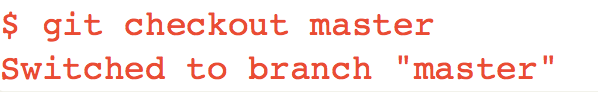 $ git checkout master
Switched to branch "master"